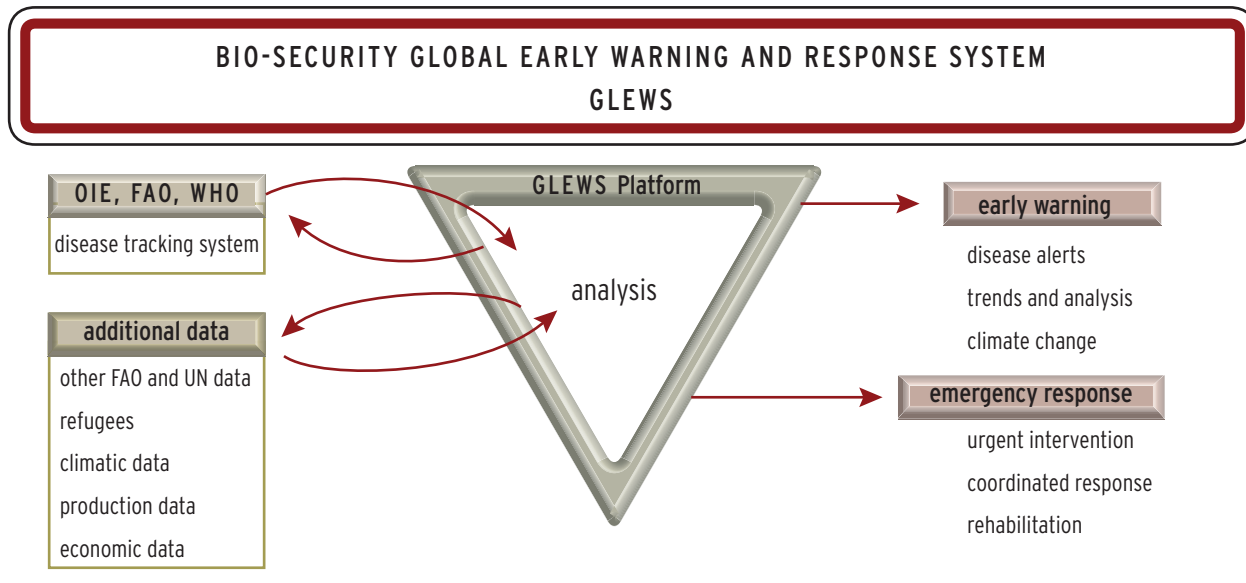 BIO-SECURITY GLOBAL EARLY WARNING AND RESPONSE SYSTEM
GLEWS
OIE, FAO, WHO
disease tracking system
additional data
other FAO and UN data
refugees
climatic data
production data
economic data
GLEWS Platform
analysis
early warning
disease alerts
trends and analysis
climate change
emergency response
urgent intervention
coordinated response
rehabilitation